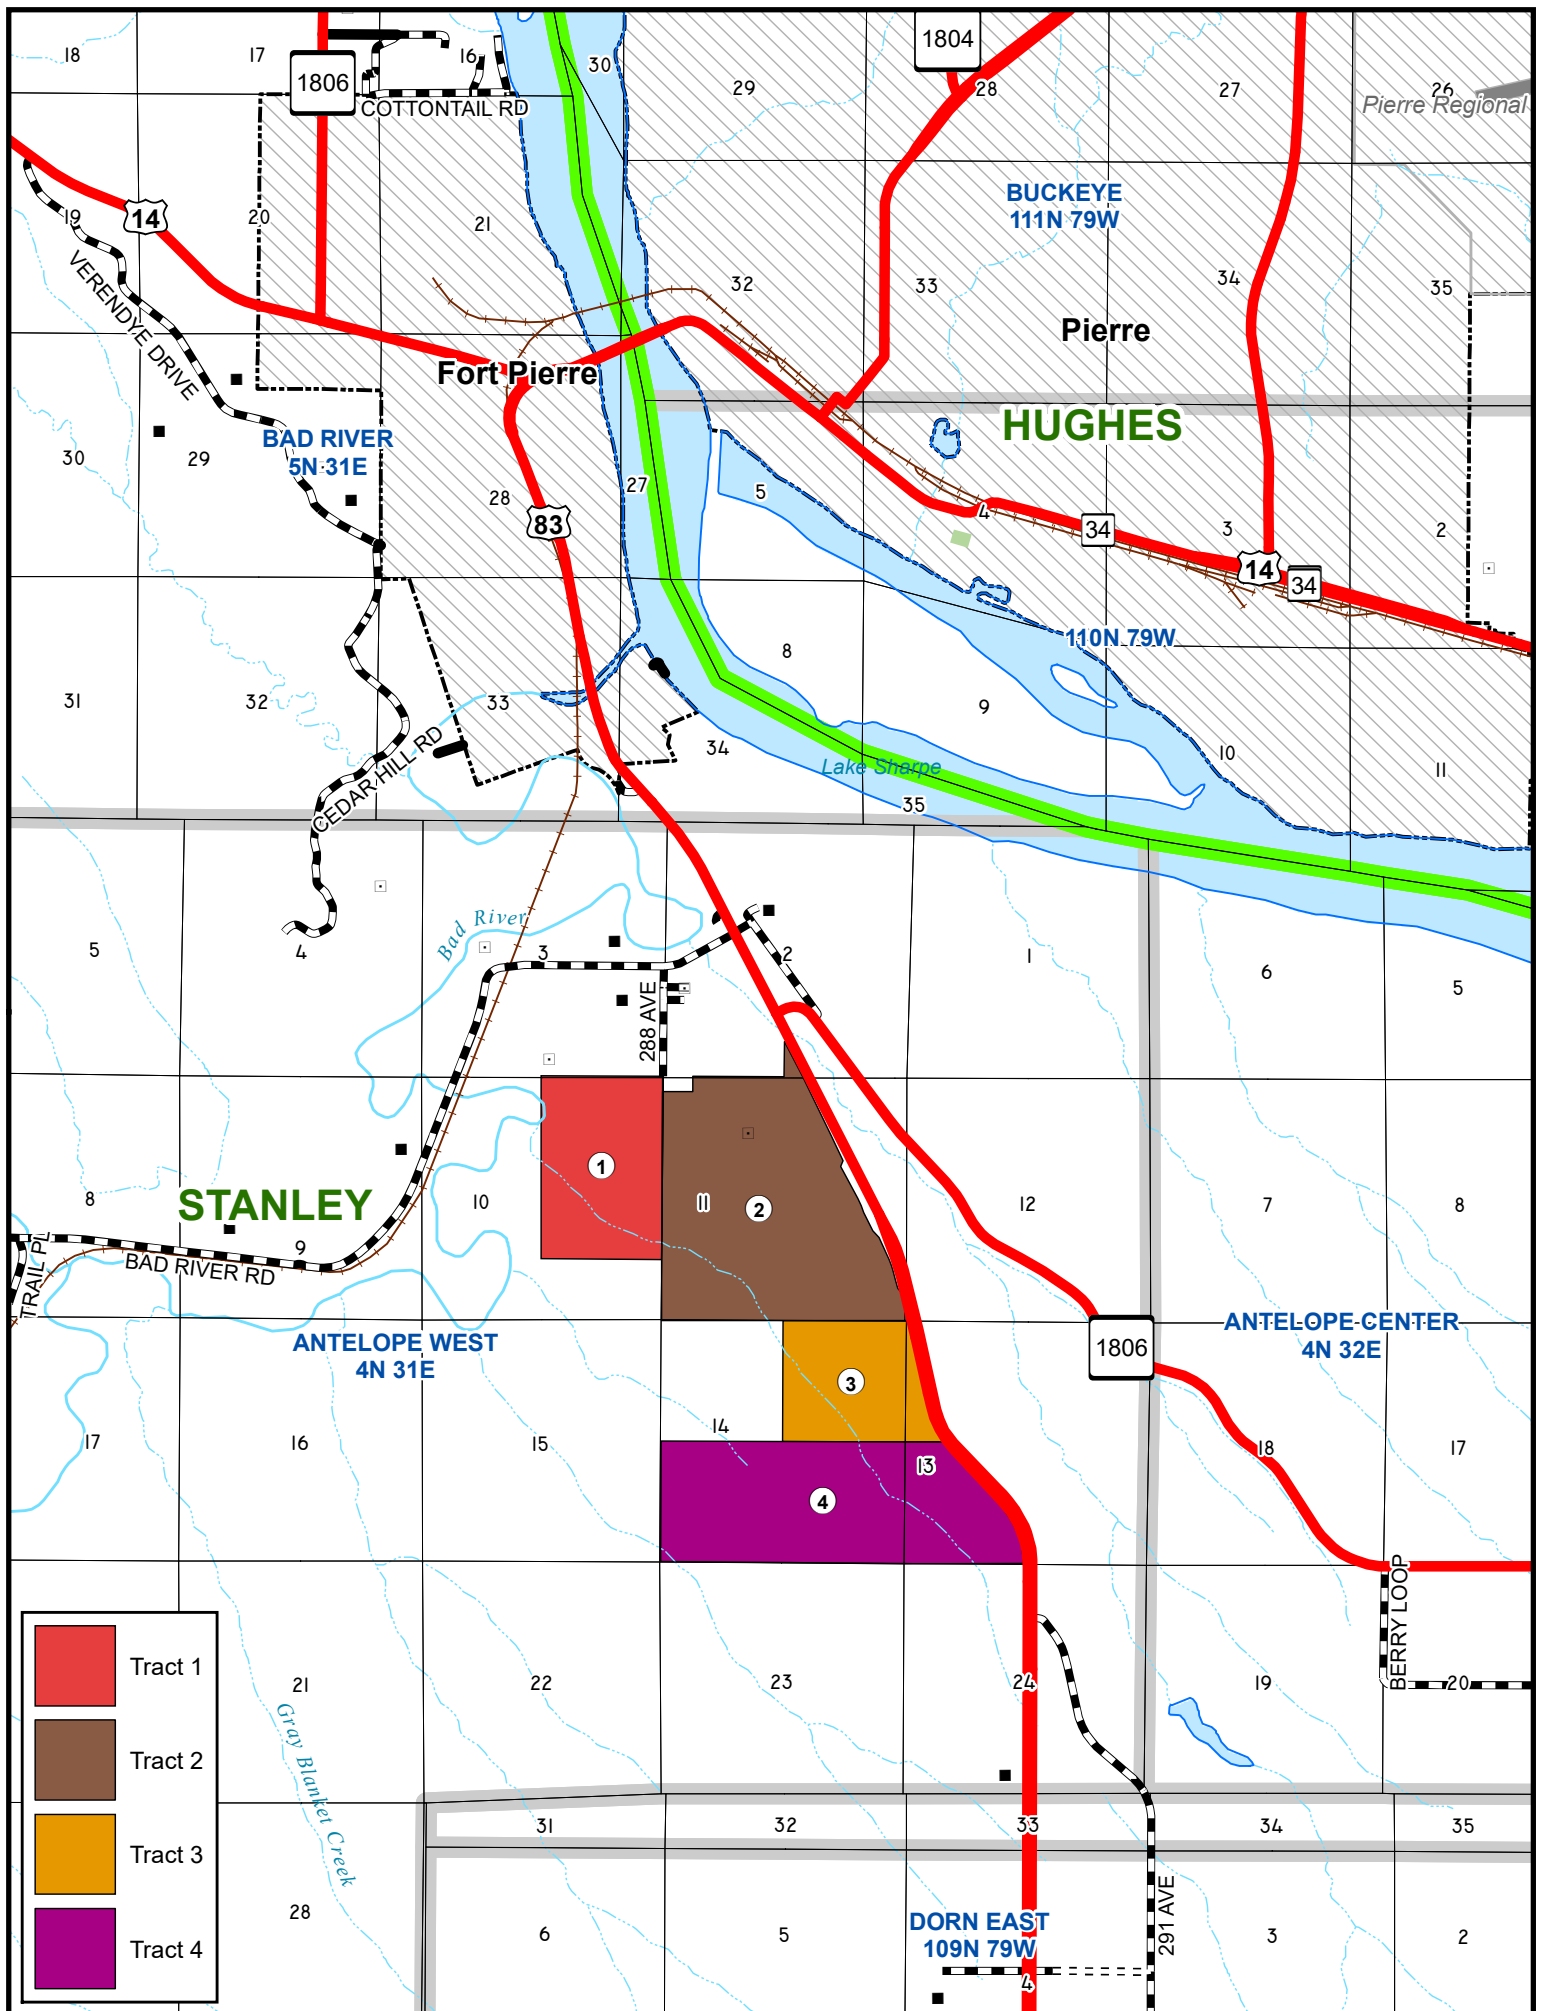 18
17
1806
16
COTTONTAIL RD
30
29
1804
28
27
26
Pierre Regional
19
14
20
21
BUCKEYE
111N 79W
VERENDYE DRIVE
32
33
34
35
Pierre
Fort Pierre
HUGHES
BAD RIVER
5N 31E
30
29
28
83
27
5
4
34
3
14
34
2
110N 79W
31
32
33
34
8
9
10
11
Lake Sharpe
35
CEDAR HILL RD
Bad River
5
4
3
2
1
6
5
288 AVE
8
STANLEY
10
1
11
2
12
7
8
9
BAD RIVER RD
TRAIL PL
ANTELOPE WEST
4N 31E
1806
ANTELOPE CENTER
4N 32E
3
17
16
15
14
13
18
17
4
BERRY LOOP
Tract 1
Tract 2
Tract 3
Tract 4
21
22
23
24
19
20
Gray Blanket Creek
31
32
33
34
35
28
6
5
DORN EAST
109N 79W
291 AVE
3
2
4